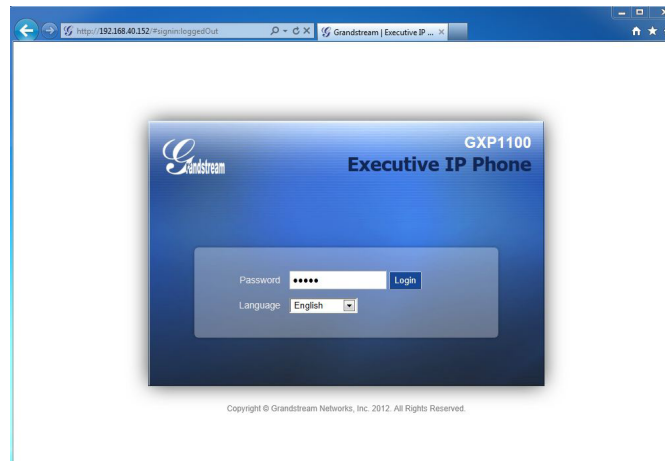 http://192.168.40.152/#signin:loggedOut
Grandstream | Executive IP ...
Grandstream
GXP1100
Executive IP Phone
Password ••••• Login
Language English
Copyright © Grandstream Networks, Inc. 2012. All Rights Reserved.